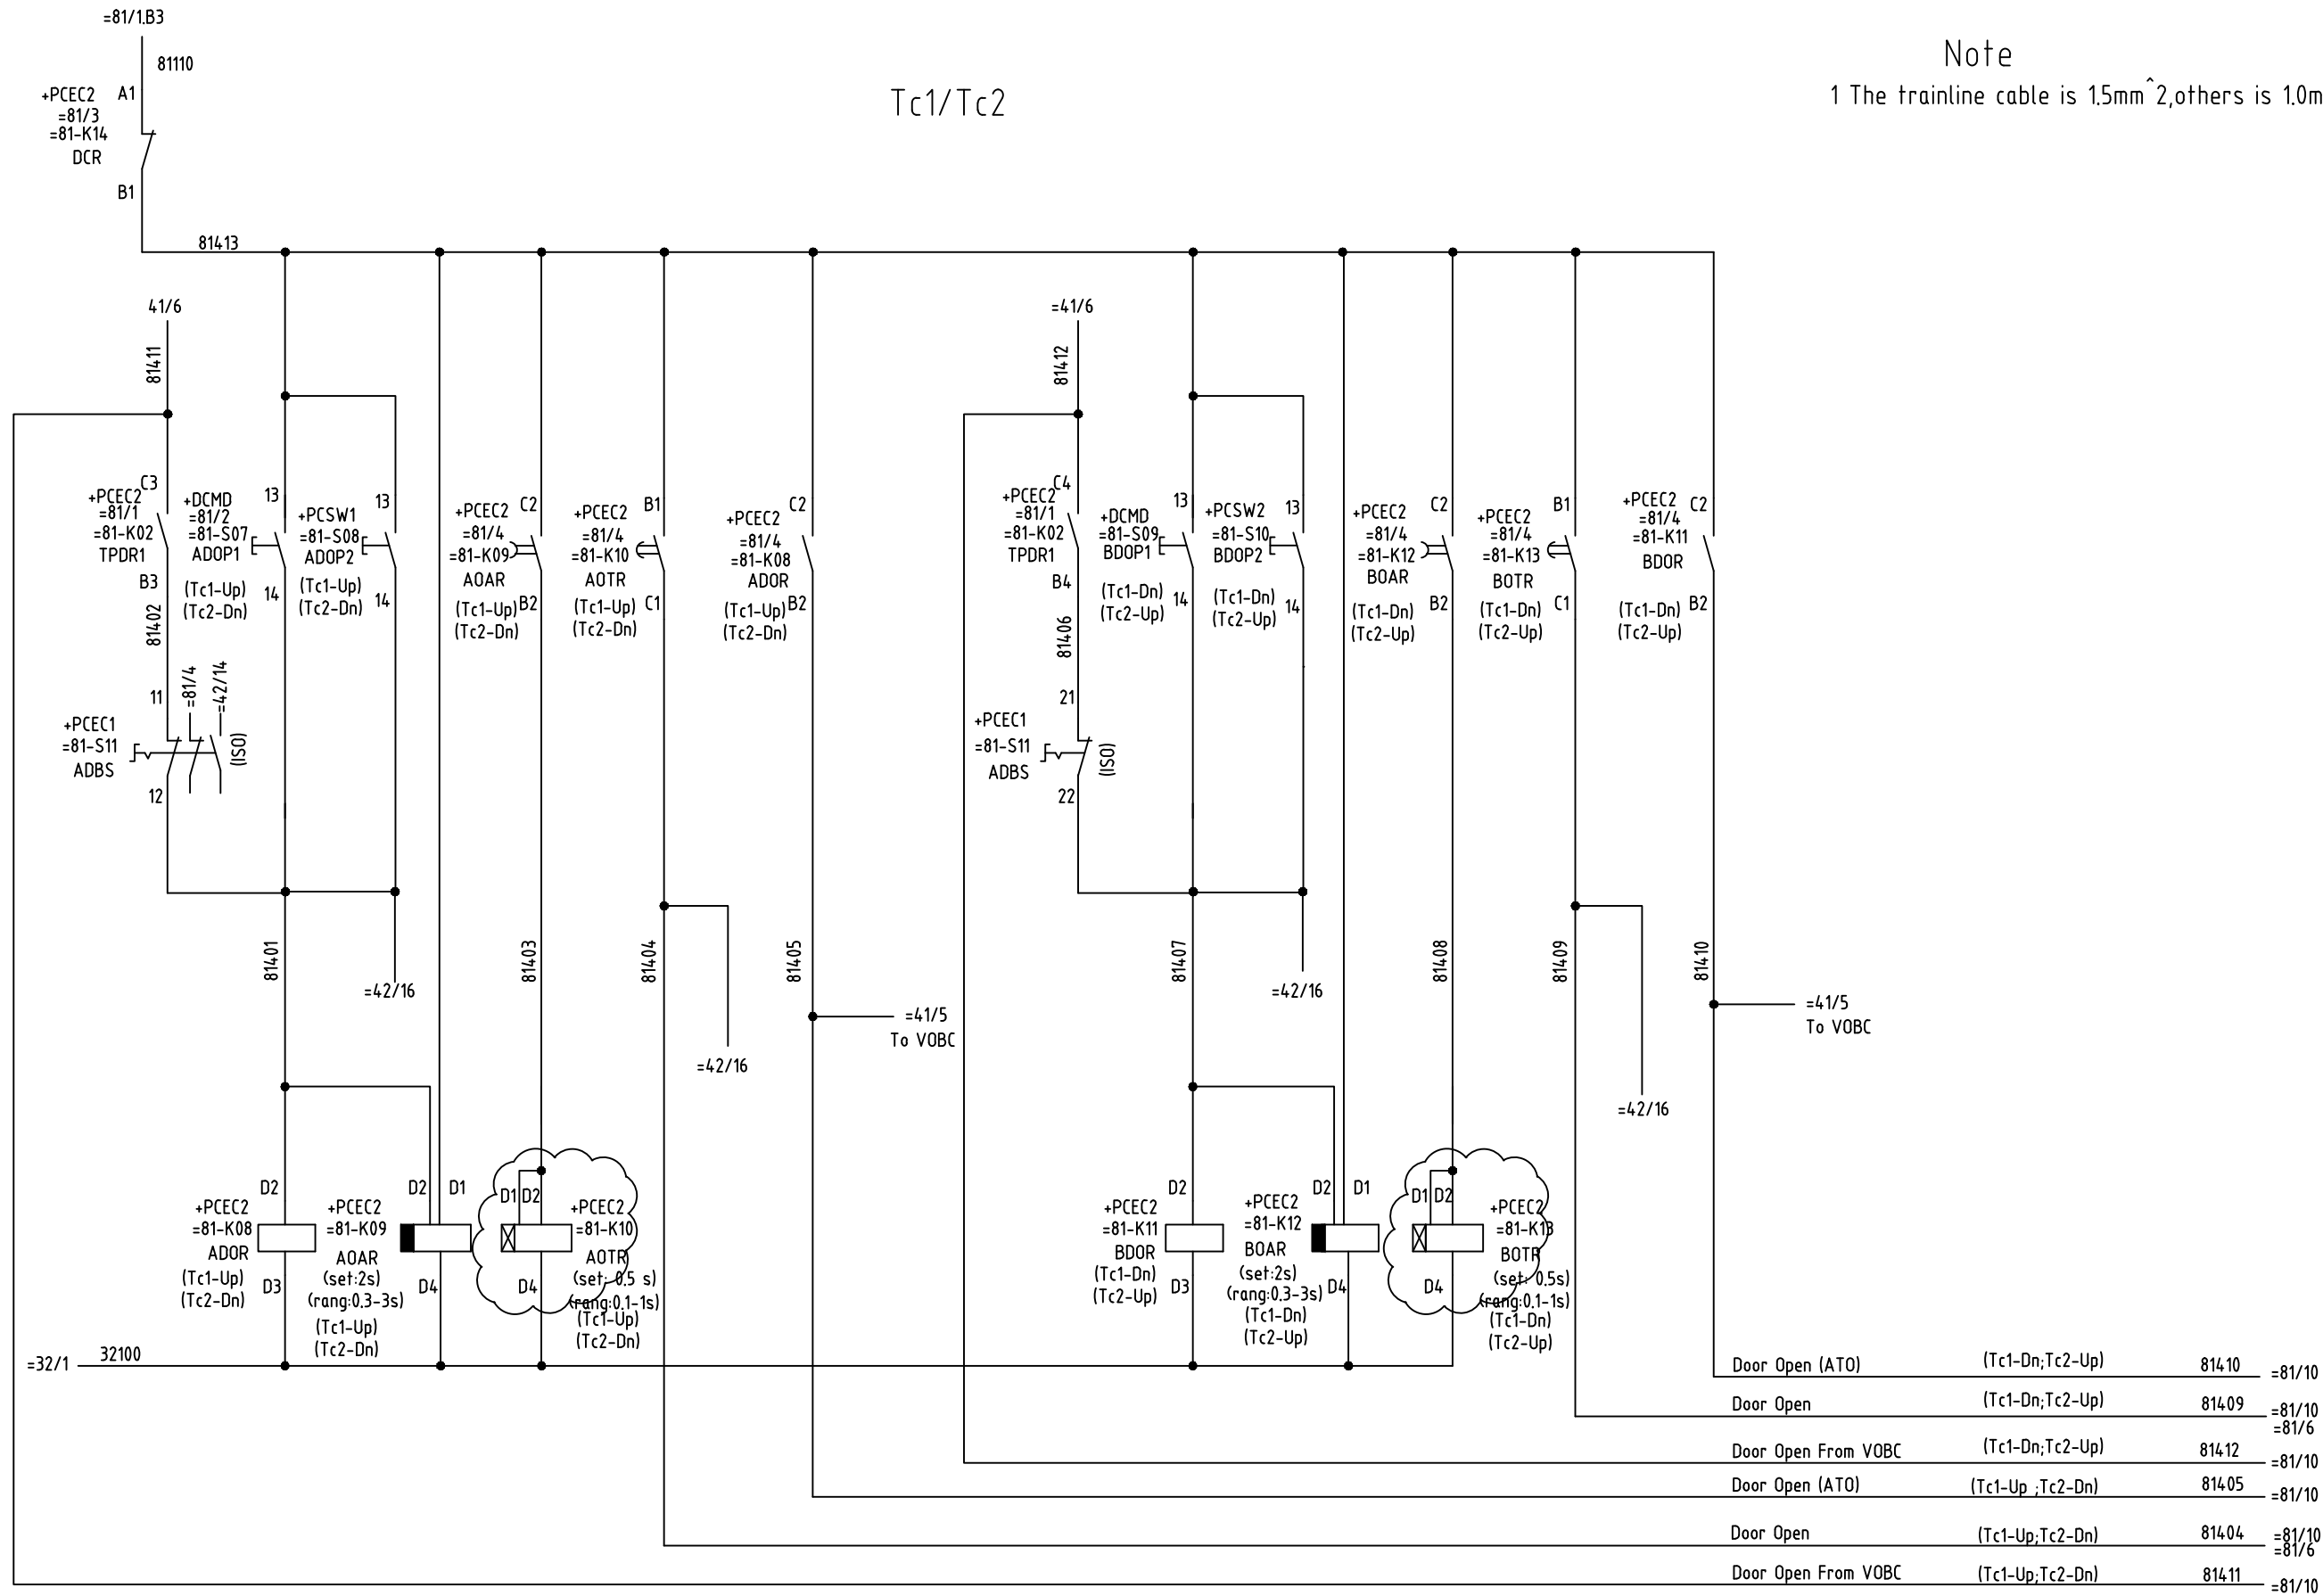 =81/1.B3
81110
+PCEC2
A1
=81/3
=81-K14
DCR
B1
81413
Tc1/Tc2
Note
1 The trainline cable is 1.5mm^2,others is 1.0m
41/6
81411
C3
+PCEC2
=81/1
=81-K02
TPDR1
B3
81402
+DCMD
=81/2
=81-S07
ADOP1
(Tc1-Up)
(Tc2-Dn)
13
14
+PCSW1
=81-S08
ADOP2
(Tc1-Up)
(Tc2-Dn)
13
14
+PCEC2
=81/4
=81-K09
AOAR
(Tc1-Up)
(Tc2-Dn)
C2
B2
+PCEC2
=81/4
=81-K10
AOTR
(Tc1-Up)
(Tc2-Dn)
B1
C1
+PCEC2
=81/4
=81-K08
ADOR
(Tc1-Up)
(Tc2-Dn)
C2
B2
11
=81/4
=42/14
+PCEC1
=81-S11
ADBS
(ISO)
12
81401
=42/16
81403
81404
=42/16
81405
=41/5
To VOBC
D2
+PCEC2
=81-K08
ADOR
(Tc1-Up)
(Tc2-Dn)
D3
D2
D1
+PCEC2
=81-K09
AOAR
(set:2s)
(rang:0.3-3s)
(Tc1-Up)
(Tc2-Dn)
D4
D1
D2
+PCEC2
=81-K10
AOTR
(set: 0.5 s)
(rang:0.1-1s)
(Tc1-Up)
(Tc2-Dn)
D4
=32/1
32100
=41/6
81412
C4
+PCEC2
=81/1
=81-K02
TPDR1
B4
81406
+DCMD
=81-S09
BDOP1
(Tc1-Dn)
(Tc2-Up)
13
14
+PCSW2
=81-S10
BDOP2
(Tc1-Dn)
(Tc2-Up)
13
14
+PCEC2
=81/4
=81-K12
BOAR
(Tc1-Dn)
(Tc2-Up)
C2
B2
+PCEC2
=81/4
=81-K13
BOTR
(Tc1-Dn)
(Tc2-Up)
B1
C1
+PCEC2
=81/4
=81-K11
BDOR
(Tc1-Dn)
(Tc2-Up)
C2
B2
21
+PCEC1
=81-S11
ADBS
(ISO)
22
81407
=42/16
81408
81409
=42/16
81410
=41/5
To VOBC
D2
+PCEC2
=81-K11
BDOR
(Tc1-Dn)
(Tc2-Up)
D3
D2
D1
+PCEC2
=81-K12
BOAR
(set:2s)
(rang:0.3-3s)
(Tc1-Dn)
(Tc2-Up)
D4
D1
D2
+PCEC2
=81-K13
BOTR
(set: 0.5s)
(rang:0.1-1s)
(Tc1-Dn)
(Tc2-Up)
D4
Door Open (ATO) (Tc1-Dn;Tc2-Up) 81410 =81/10
Door Open (Tc1-Dn;Tc2-Up) 81409 =81/10
=81/6
Door Open From VOBC (Tc1-Dn;Tc2-Up) 81412 =81/10
Door Open (ATO) (Tc1-Up ;Tc2-Dn) 81405 =81/10
Door Open (Tc1-Up;Tc2-Dn) 81404 =81/10
=81/6
Door Open From VOBC (Tc1-Up;Tc2-Dn) 81411 =81/10